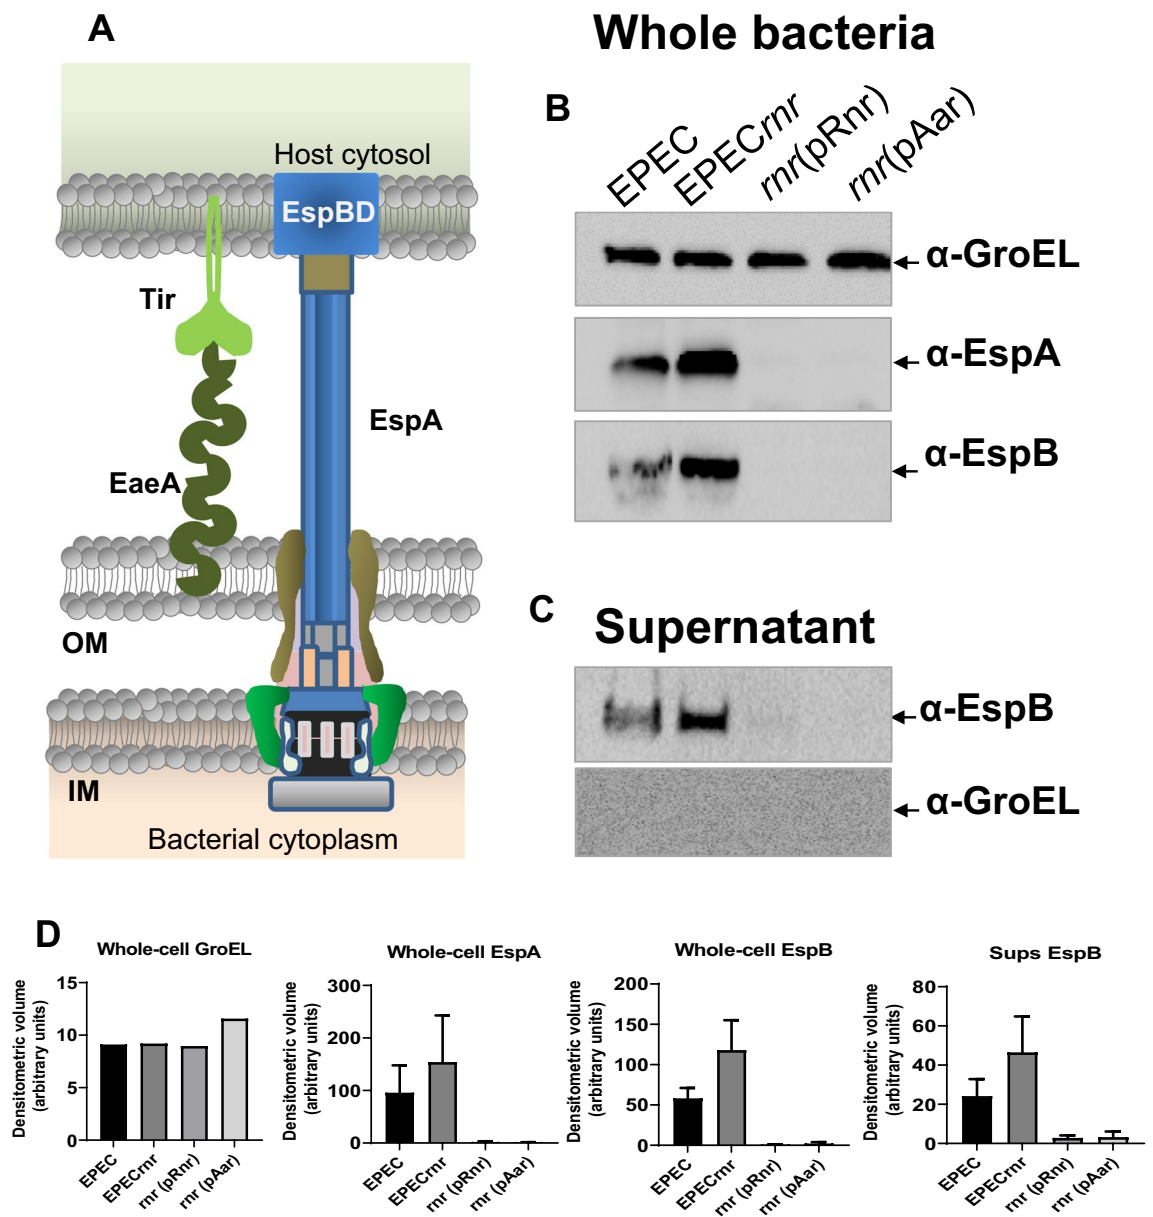 A
Host cytosol
EspBD
Tir
EspA
EaeA
OM
IM
Bacterial cytoplasm
Whole bacteria
B
EPEC
EPECrnr
rnr(pRnr)
rnr(pAar)
α-GroEL
α-EspA
α-EspB
C
Supernatant
α-EspB
α-GroEL
D
Whole-cell GroEL
Densitometric volume
(arbitrary units)
15
10
5
0
EPEC
EPECrnr
rnr (pRnr)
rnr (pAar)
Whole-cell EspA
Densitometric volume
(arbitrary units)
300
200
100
0
EPEC
EPECrnr
rnr (pRnr)
rnr (pAar)
Whole-cell EspB
Densitometric volume
(arbitrary units)
200
150
100
50
0
EPEC
EPECrnr
rnr (pRnr)
rnr (pAar)
Sups EspB
Densitometric volume
(arbitrary units)
80
60
40
20
0
EPEC
EPECrnr
rnr (pRnr)
rnr (pAar)